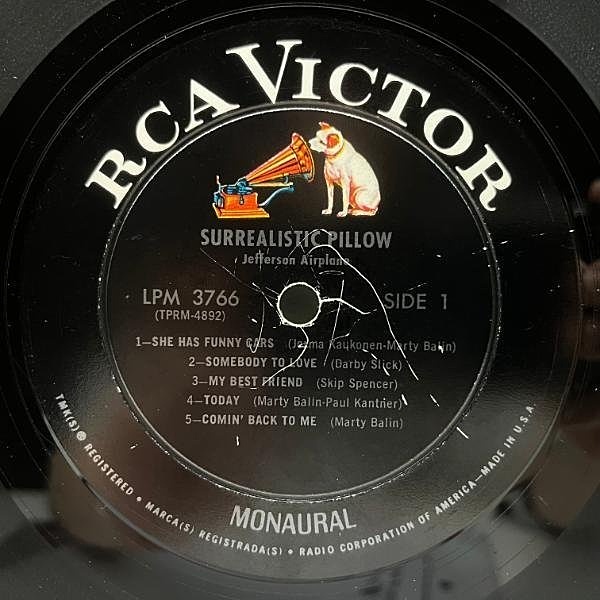 RCA VICTOR
SURREALISTIC PILLOW
Jefferson Airplane
LPM 3766
(TPRM-4892)
SIDE 1
1—SHE HAS FUNNY CARS (Jorma Kaukonen-Marty Balin)
2—SOMEBODY TO LOVE (Darby Slick)
3—MY BEST FRIEND (Skip Spencer)
4—TODAY (Marty Balin-Paul Kantner)
5—COMIN' BACK TO ME (Marty Balin)
MONAURAL
TMK(S) ® REGISTERED • MARCA(S) REGISTRADA(S) • RADIO CORPORATION OF AMERICA—MADE IN U.S.A.